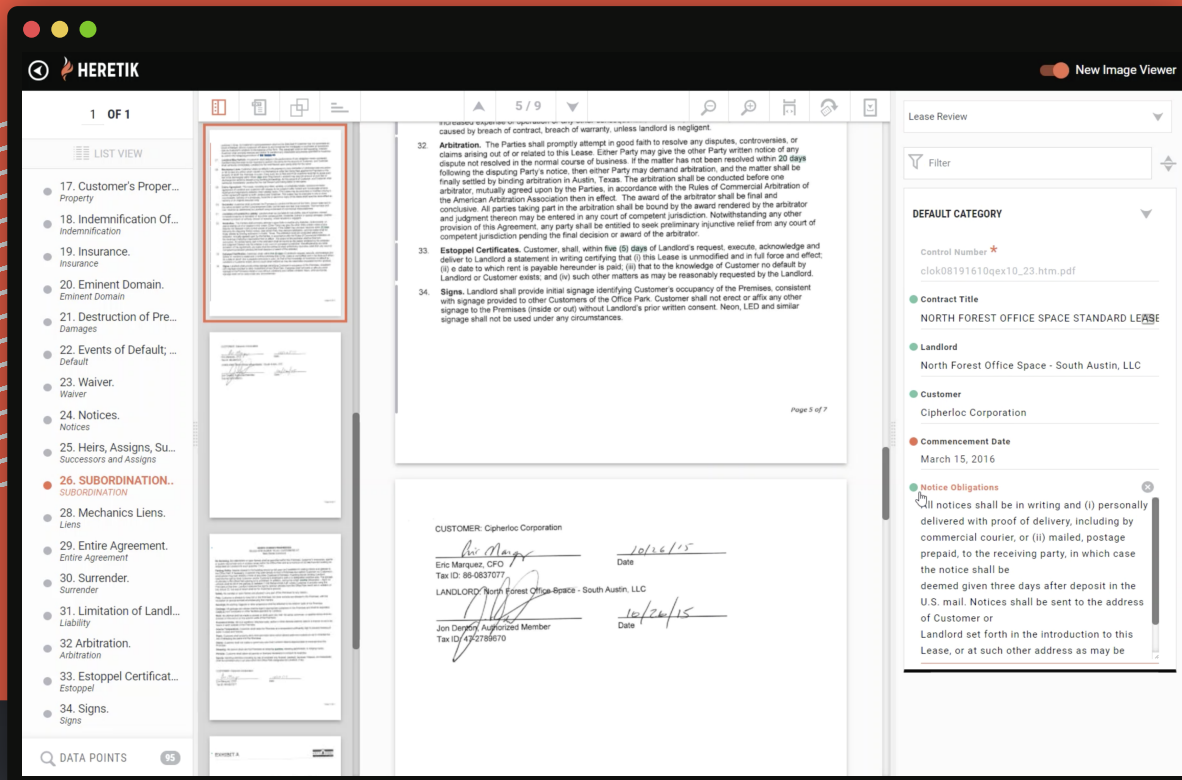 HERETIK
New Image Viewer
1 OF 1
LIST VIEW
17. Customer's Proper...
Property
18. Indemnification Of...
Indemnification
19. Insurance.
Insurance
20. Eminent Domain.
Eminent Domain
21. Destruction of Pre...
Damages
22. Events of Default; ...
Default
23. Waiver.
Waiver
24. Notices.
Notices
25. Heirs, Assigns, Su...
Successors and Assigns
26. SUBORDINATION..
SUBORDINATION
28. Mechanics Liens.
Liens
29. Entire Agreement.
Entire Agreement
30. Surrender.
Surrender
31. Limitation of Landl...
Liability
32 Arbitration.
Arbitration
33. Estoppel Certificat...
Estoppel
34. Signs.
Signs
DATA POINTS 95
EXHIBIT A
5 / 9
caused by breach of contract, breach of warranty, unless landlord is negligent.
32. Arbitration. The Parties shall promptly attempt in good faith to resolve any disputes, controversies, or
claims arising out of or related to this Lease. Either Party may give the other Party written notice of any
dispute not resolved in the normal course of business. If the matter has not been resolved within 20 days
following the disputing Party's notice, then either Party may demand arbitration, and the matter shall be
finally settled by binding arbitration in Austin, Texas. The arbitration shall be conducted before one
arbitrator, mutually agreed upon by the Parties, in accordance with the Rules of Commercial Arbitration of
the American Arbitration Association then in effect. The award of the arbitrator shall be final and
conclusive. All parties taking part in the arbitration shall be bound by the award rendered by the arbitrator
and judgment thereon may be entered in any court of competent jurisdiction. Notwithstanding any other
provision of this Agreement, any party shall be entitled to seek preliminary injunctive relief from any court of
competent jurisdiction pending the final decision or award of the arbitrator.
33. Estoppel Certificates. Customer, shall, within five (5) days of Landlord's request, execute, acknowledge and
deliver to Landlord a statement in writing certifying that (i) this Lease is unmodified and in full force and effect;
(ii) e date to which rent is payable hereunder is paid; (iii) that to the knowledge of Customer no default by
Landlord or Customer exists; and (iv) such other matters as may be reasonably requested by the Landlord.
34. Signs. Landlord shall provide initial signage identifying Customer's occupancy of the Premises, consistent
with signage provided to other Customers of the Office Park. Customer shall not erect or affix any other
signage to the Premises (inside or out) without Landlord's prior written consent. Neon, LED and similar
signage shall not be used under any circumstances.
Page 5 of 7
CUSTOMER: Cipherloc Corporation
10/26/15
Eric Marquez, CFO Date
Tax ID: 86-0837077
LANDLORD: North Forest Office Space - South Austin, LLC
Authorized Member Date
Tax ID: 47-2789670
Lease Review
Filter
DEFAULT CATEGORY
Control Number *
clok08191610qex10_23.htm.pdf
Contract Title
NORTH FOREST OFFICE SPACE STANDARD LEASE
Landlord
North Forest Office Space - South Austin, LLC
Customer
Cipherloc Corporation
Commencement Date
March 15, 2016
Notice Obligations
All notices shall be in writing and (i) personally
delivered with proof of delivery, including by
commercial courier, or (ii) mailed, postage
prepaid, to the receiving party, in which case
the notice shall be
deemed given three days after deposit in the
U.S. mail. Notices shall be sent to the address
of Customer or
Landlord set forth in the introduction to this
Lease, or at such other address as may be